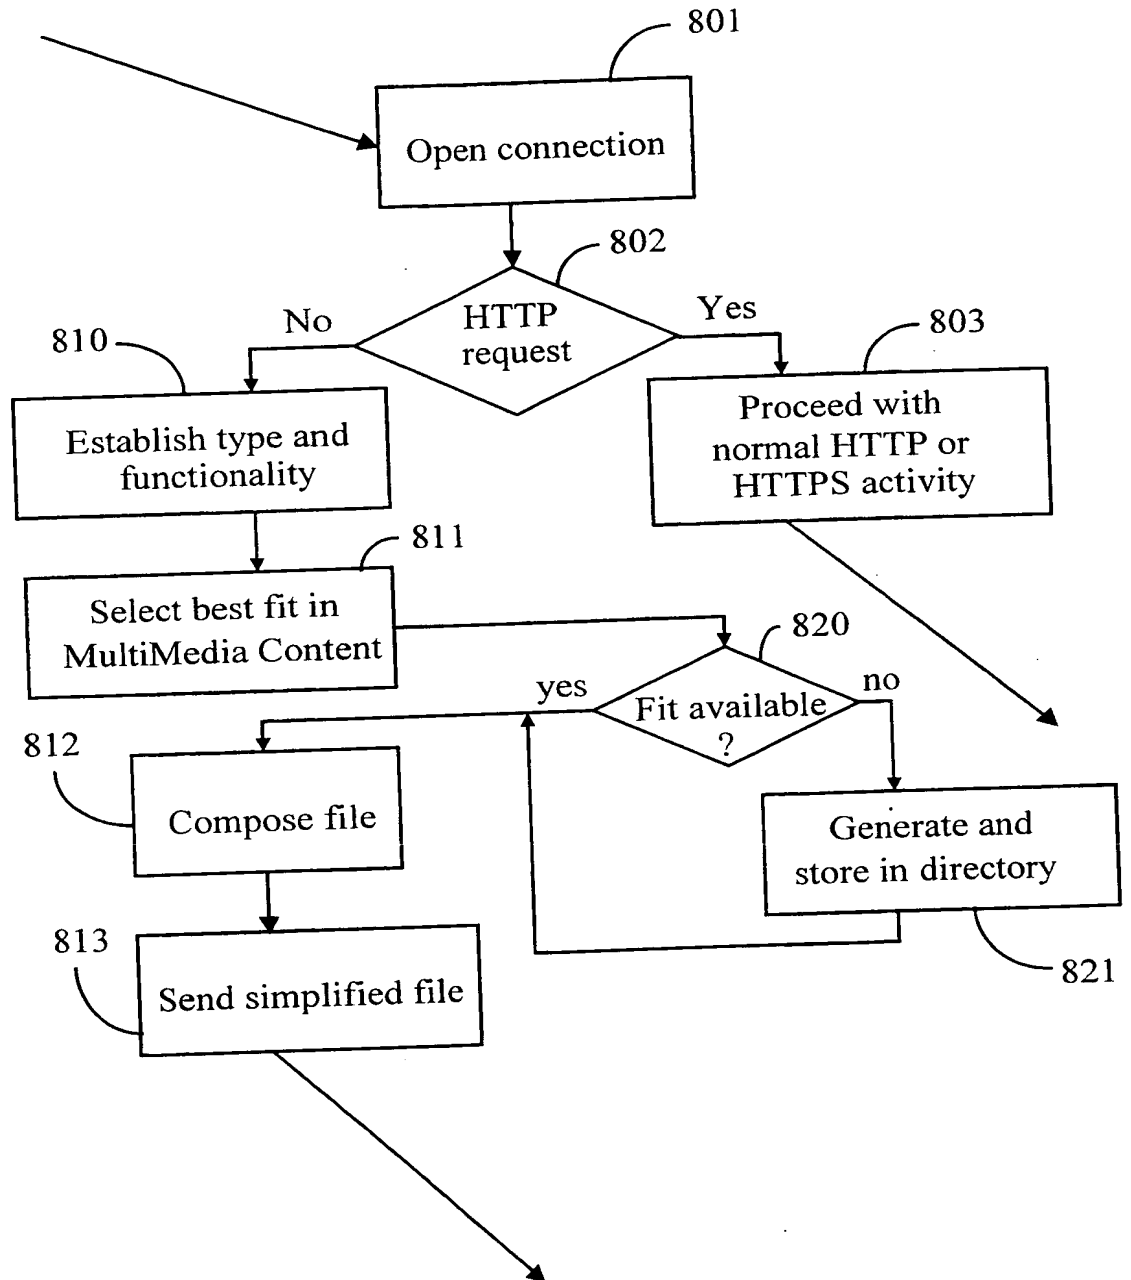 801
Open connection
802
HTTP
request
No
Yes
810
803
Establish type and
functionality
Proceed with
normal HTTP or
HTTPS activity
811
Select best fit in
MultiMedia Content
820
Fit available
?
yes
no
812
Compose file
Generate and
store in directory
821
813
Send simplified file